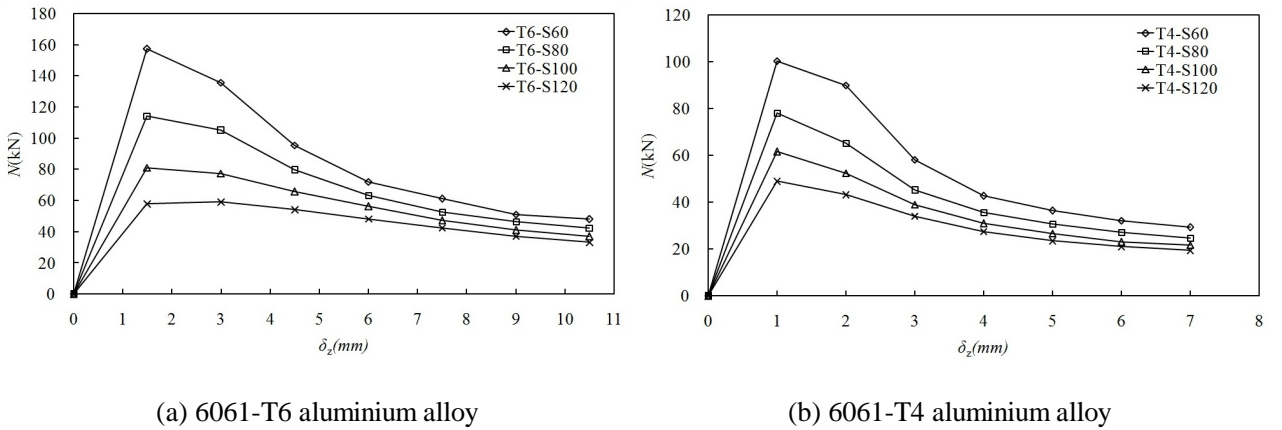 180
160
140
120
100
80
60
40
20
0
N(kN)
T6-S60
T6-S80
T6-S100
T6-S120
0 1 2 3 4 5 6 7 8 9 10 11
δz(mm)
(a) 6061-T6 aluminium alloy
120
100
80
60
40
20
0
N(kN)
T4-S60
T4-S80
T4-S100
T4-S120
0 1 2 3 4 5 6 7 8
δz(mm)
(b) 6061-T4 aluminium alloy